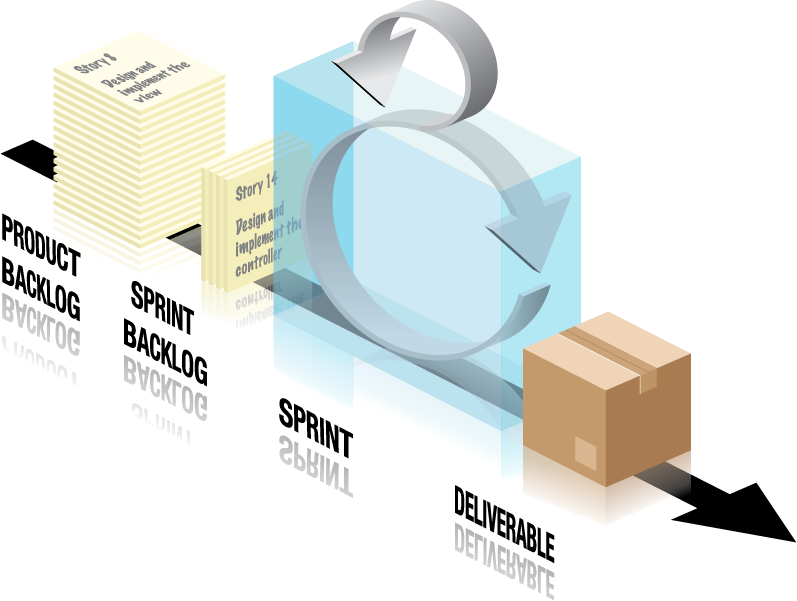 Story 8
Design and
implement the
view
Story 14
Design and
implement the
controller
PRODUCT
BACKLOG
SPRINT
BACKLOG
SPRINT
DELIVERABLE